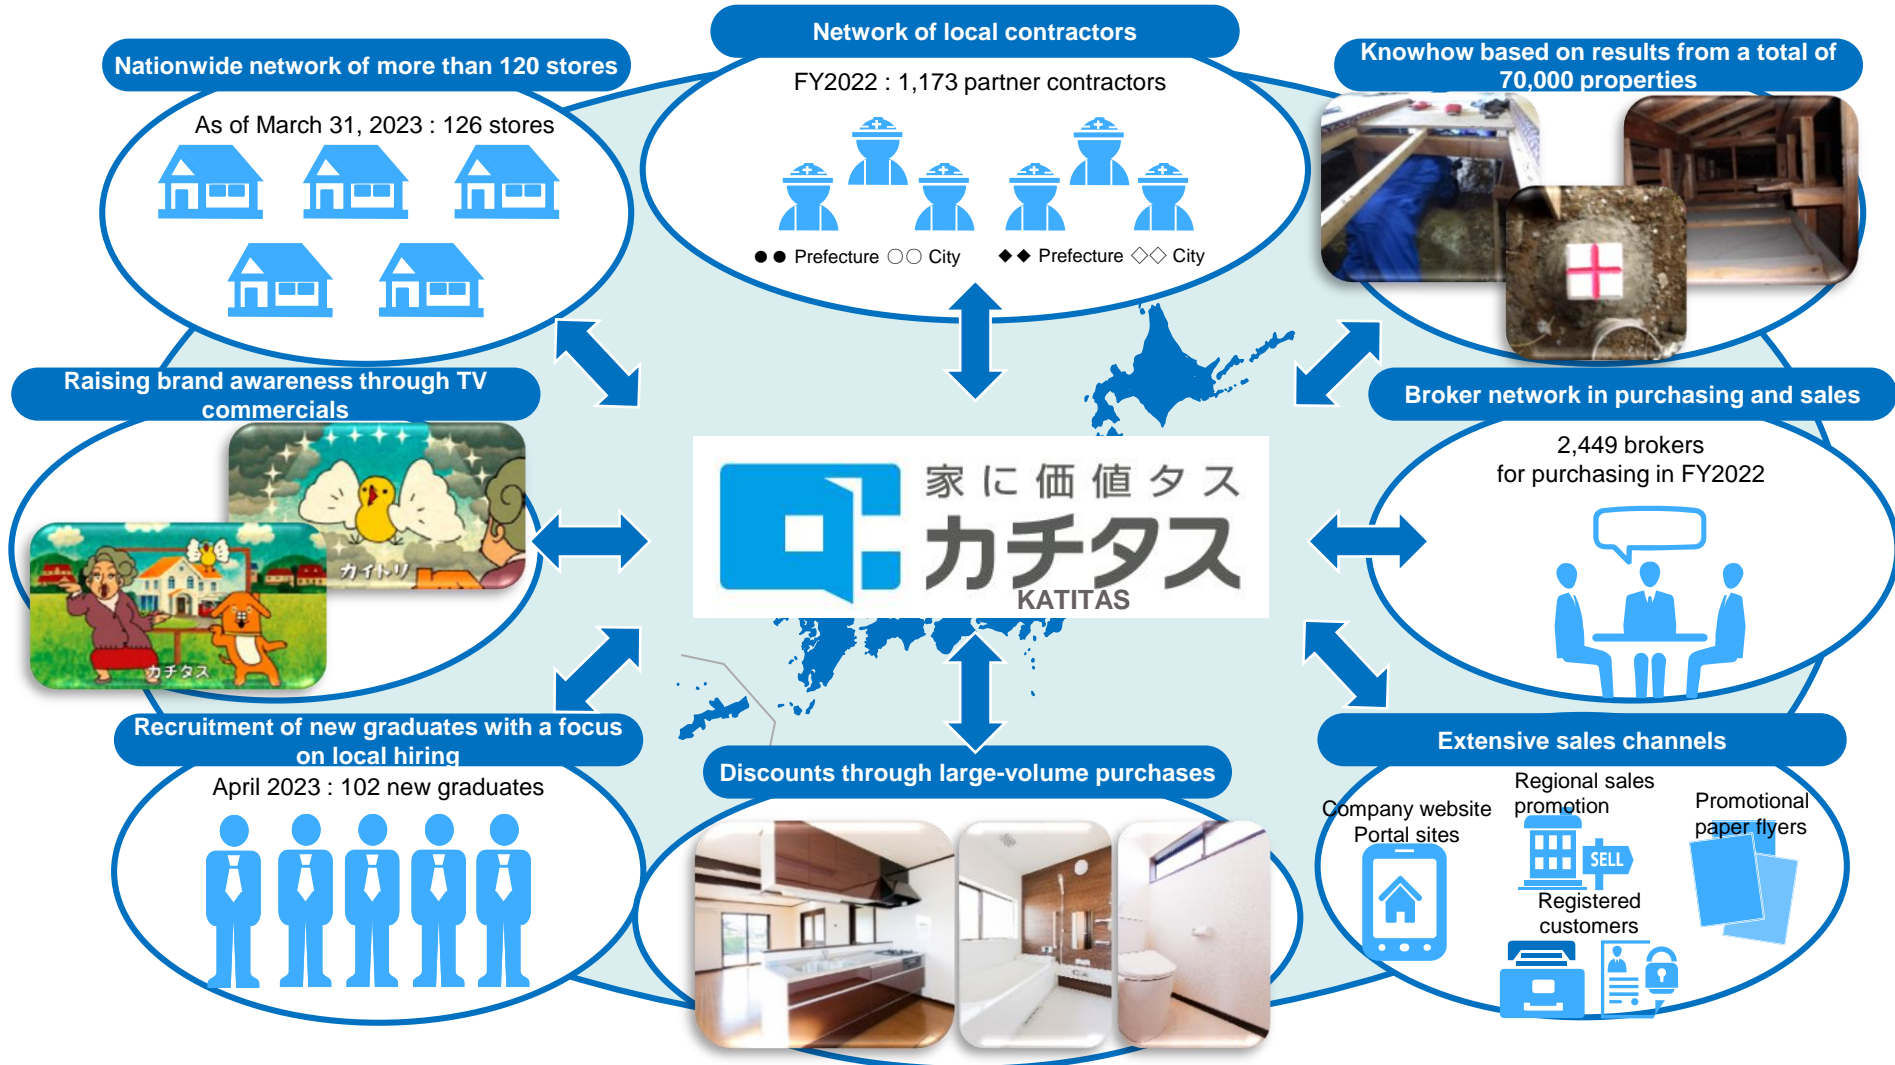 Network of local contractors
FY2022 : 1,173 partner contractors
●● Prefecture ○○ City
◆◆ Prefecture ◇◇ City
Nationwide network of more than 120 stores
As of March 31, 2023 : 126 stores
Knowhow based on results from a total of
70,000 properties
Raising brand awareness through TV
commercials
カイトリ
カチタス
家に価値タス
カチタス
KATITAS
Broker network in purchasing and sales
2,449 brokers
for purchasing in FY2022
Recruitment of new graduates with a focus
on local hiring
April 2023 : 102 new graduates
Discounts through large-volume purchases
Extensive sales channels
Company website
Portal sites
Regional sales
promotion
SELL
Promotional
paper flyers
Registered
customers